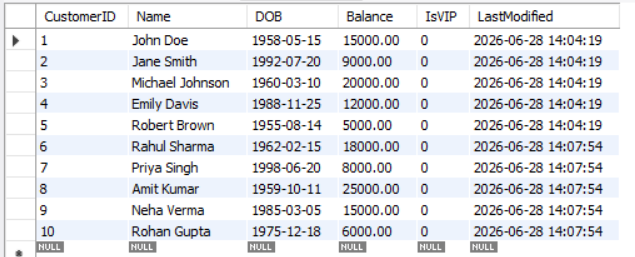 CustomerID Name DOB Balance IsVIP LastModified
1 John Doe 1958-05-15 15000.00 0 2026-06-28 14:04:19
2 Jane Smith 1992-07-20 9000.00 0 2026-06-28 14:04:19
3 Michael Johnson 1960-03-10 20000.00 0 2026-06-28 14:04:19
4 Emily Davis 1988-11-25 12000.00 0 2026-06-28 14:04:19
5 Robert Brown 1955-08-14 5000.00 0 2026-06-28 14:04:19
6 Rahul Sharma 1962-02-15 18000.00 0 2026-06-28 14:07:54
7 Priya Singh 1998-06-20 8000.00 0 2026-06-28 14:07:54
8 Amit Kumar 1959-10-11 25000.00 0 2026-06-28 14:07:54
9 Neha Verma 1985-03-05 15000.00 0 2026-06-28 14:07:54
10 Rohan Gupta 1975-12-18 6000.00 0 2026-06-28 14:07:54
NULL NULL NULL NULL NULL NULL